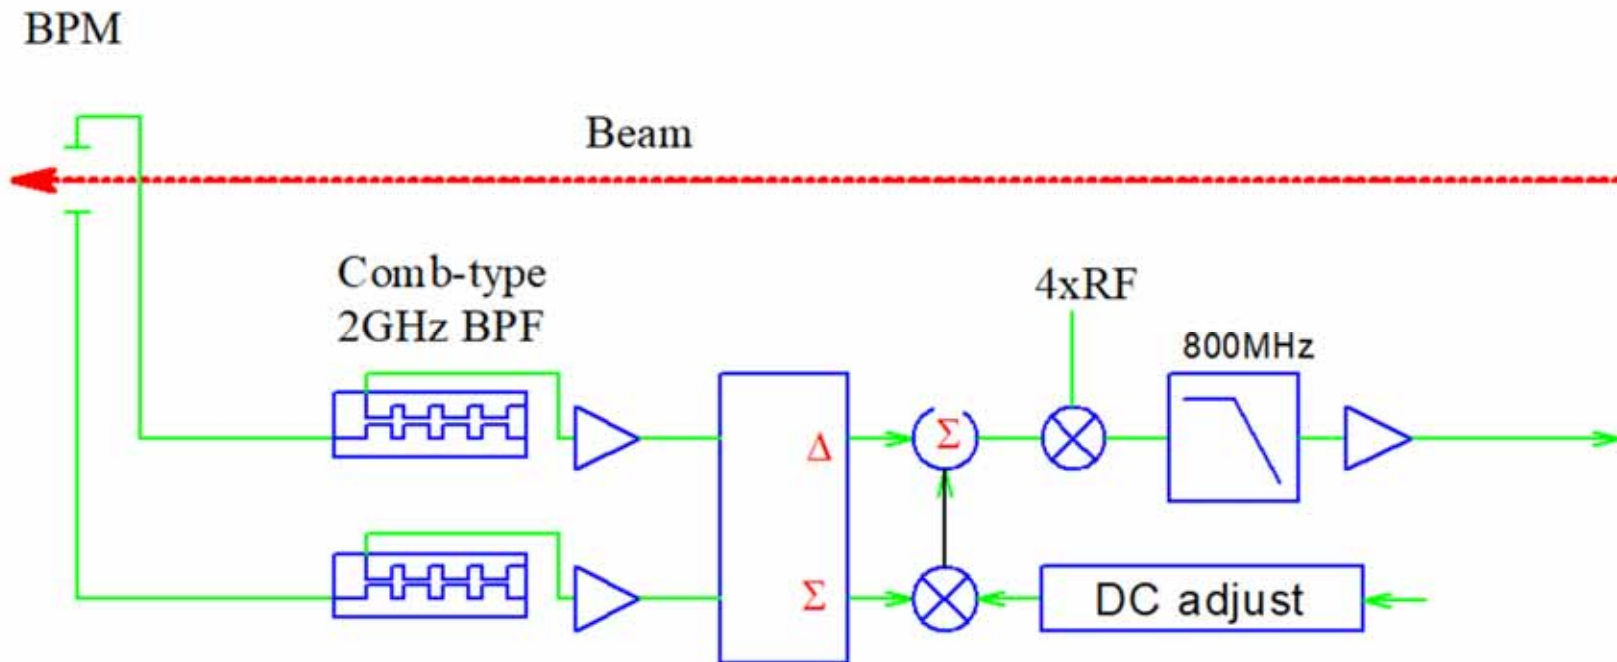 BPM
Beam
Comb-type
2GHz BPF
4xRF
800MHz
Δ
Σ
Σ
DC adjust